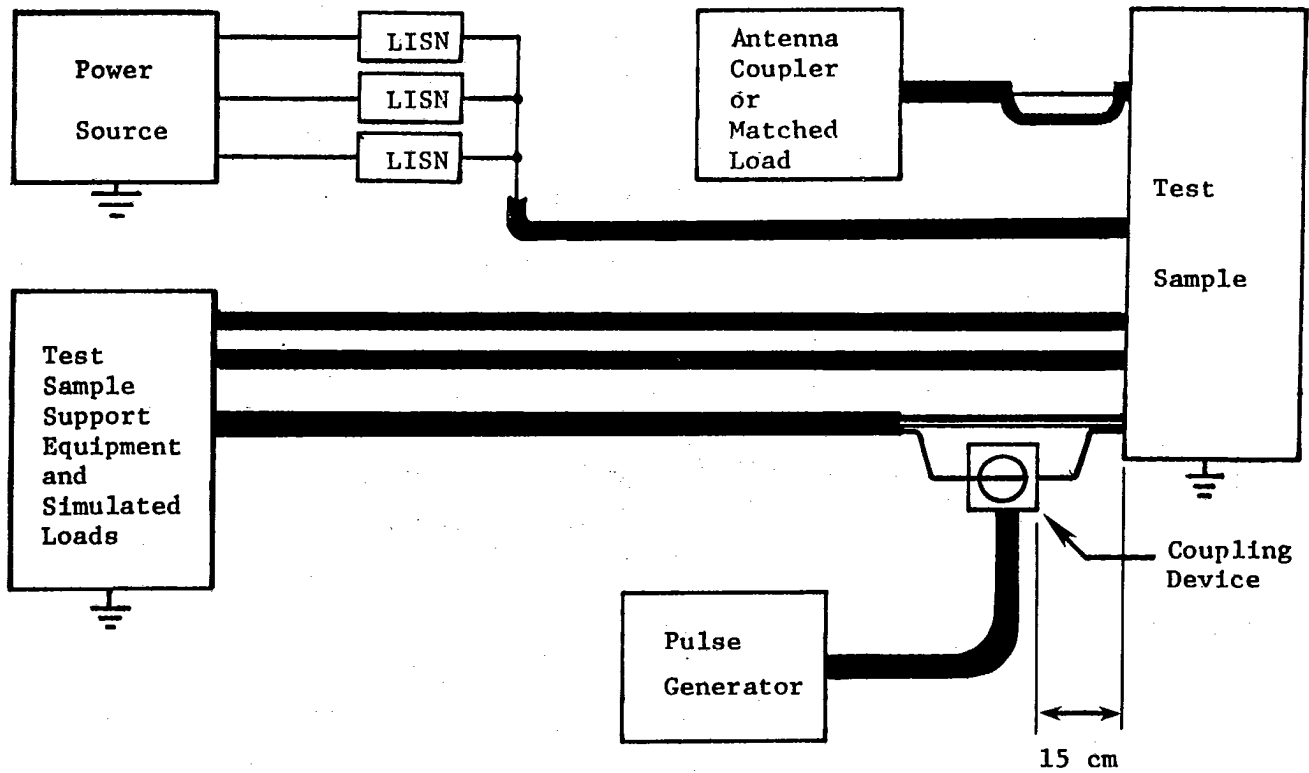 Power
Source
LISN
LISN
LISN
Antenna
Coupler
or
Matched
Load
Test
Sample
Test
Sample
Support
Equipment
and
Simulated
Loads
Coupling
Device
Pulse
Generator
15 cm